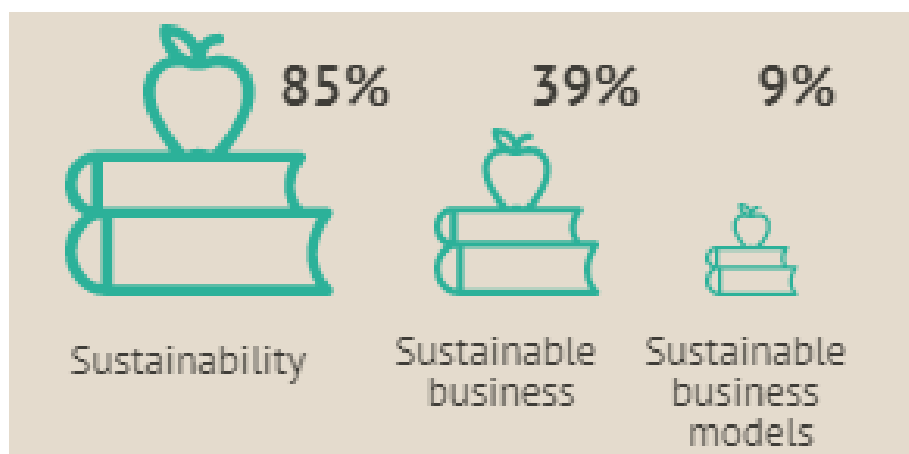 85%
39%
9%
Sustainability
Sustainable
business
Sustainable
business
models